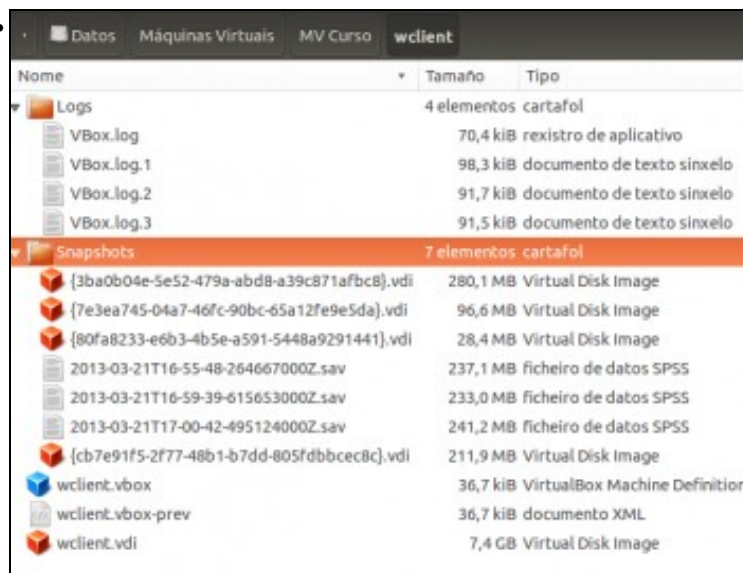 Datos Máquinas Virtuais MV Curso wclient
Nome Tamaño Tipo
Logs 4 elementos cartafol
VBox.log 70,4 kiB rexistro de aplicativo
VBox.log.1 98,3 kiB documento de texto sinxelo
VBox.log.2 91,7 kiB documento de texto sinxelo
VBox.log.3 91,5 kiB documento de texto sinxelo
Snapshots 7 elementos cartafol
{3ba0b04e-5e52-479a-abd8-a39c871afbc8}.vdi 280,1 MB Virtual Disk Image
{7e3ea745-04a7-46fc-90bc-65a12fe9e5da}.vdi 96,6 MB Virtual Disk Image
{80fa8233-e6b3-4b5e-a591-5448a9291441}.vdi 28,4 MB Virtual Disk Image
2013-03-21T16-55-48-264667000Z.sav 237,1 MB ficheiro de datos SPSS
2013-03-21T16-59-39-615653000Z.sav 233,0 MB ficheiro de datos SPSS
2013-03-21T17-00-42-495124000Z.sav 241,2 MB ficheiro de datos SPSS
{cb7e91f5-2f77-48b1-b7dd-805fdbbcec8c}.vdi 211,9 MB Virtual Disk Image
wclient.vbox 36,7 kiB VirtualBox Machine Definition
wclient.vbox-prev 36,7 kiB documento XML
wclient.vdi 7,4 GB Virtual Disk Image